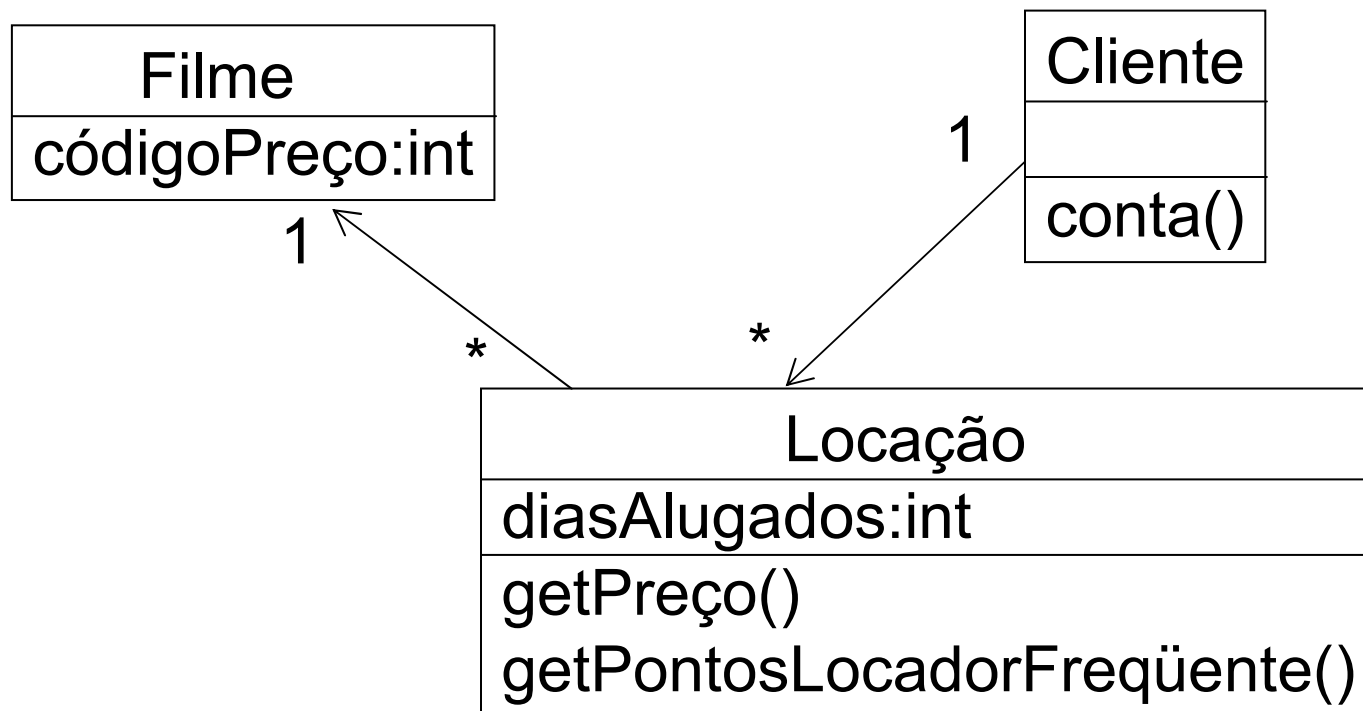 Filme
códigoPreço:int
Cliente
conta()
1
1
*
*
Locação
diasAlugados:int
getPreço()
getPontosLocadorFreqüente()